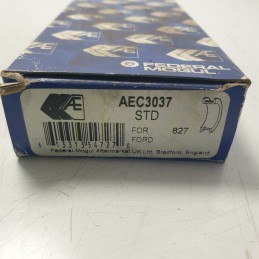 FEDERAL
MOGUL
AE
AEC3037
STD
FOR 827
FORD
Federal-Mogul Aftermarket UK Ltd, Bradford, England